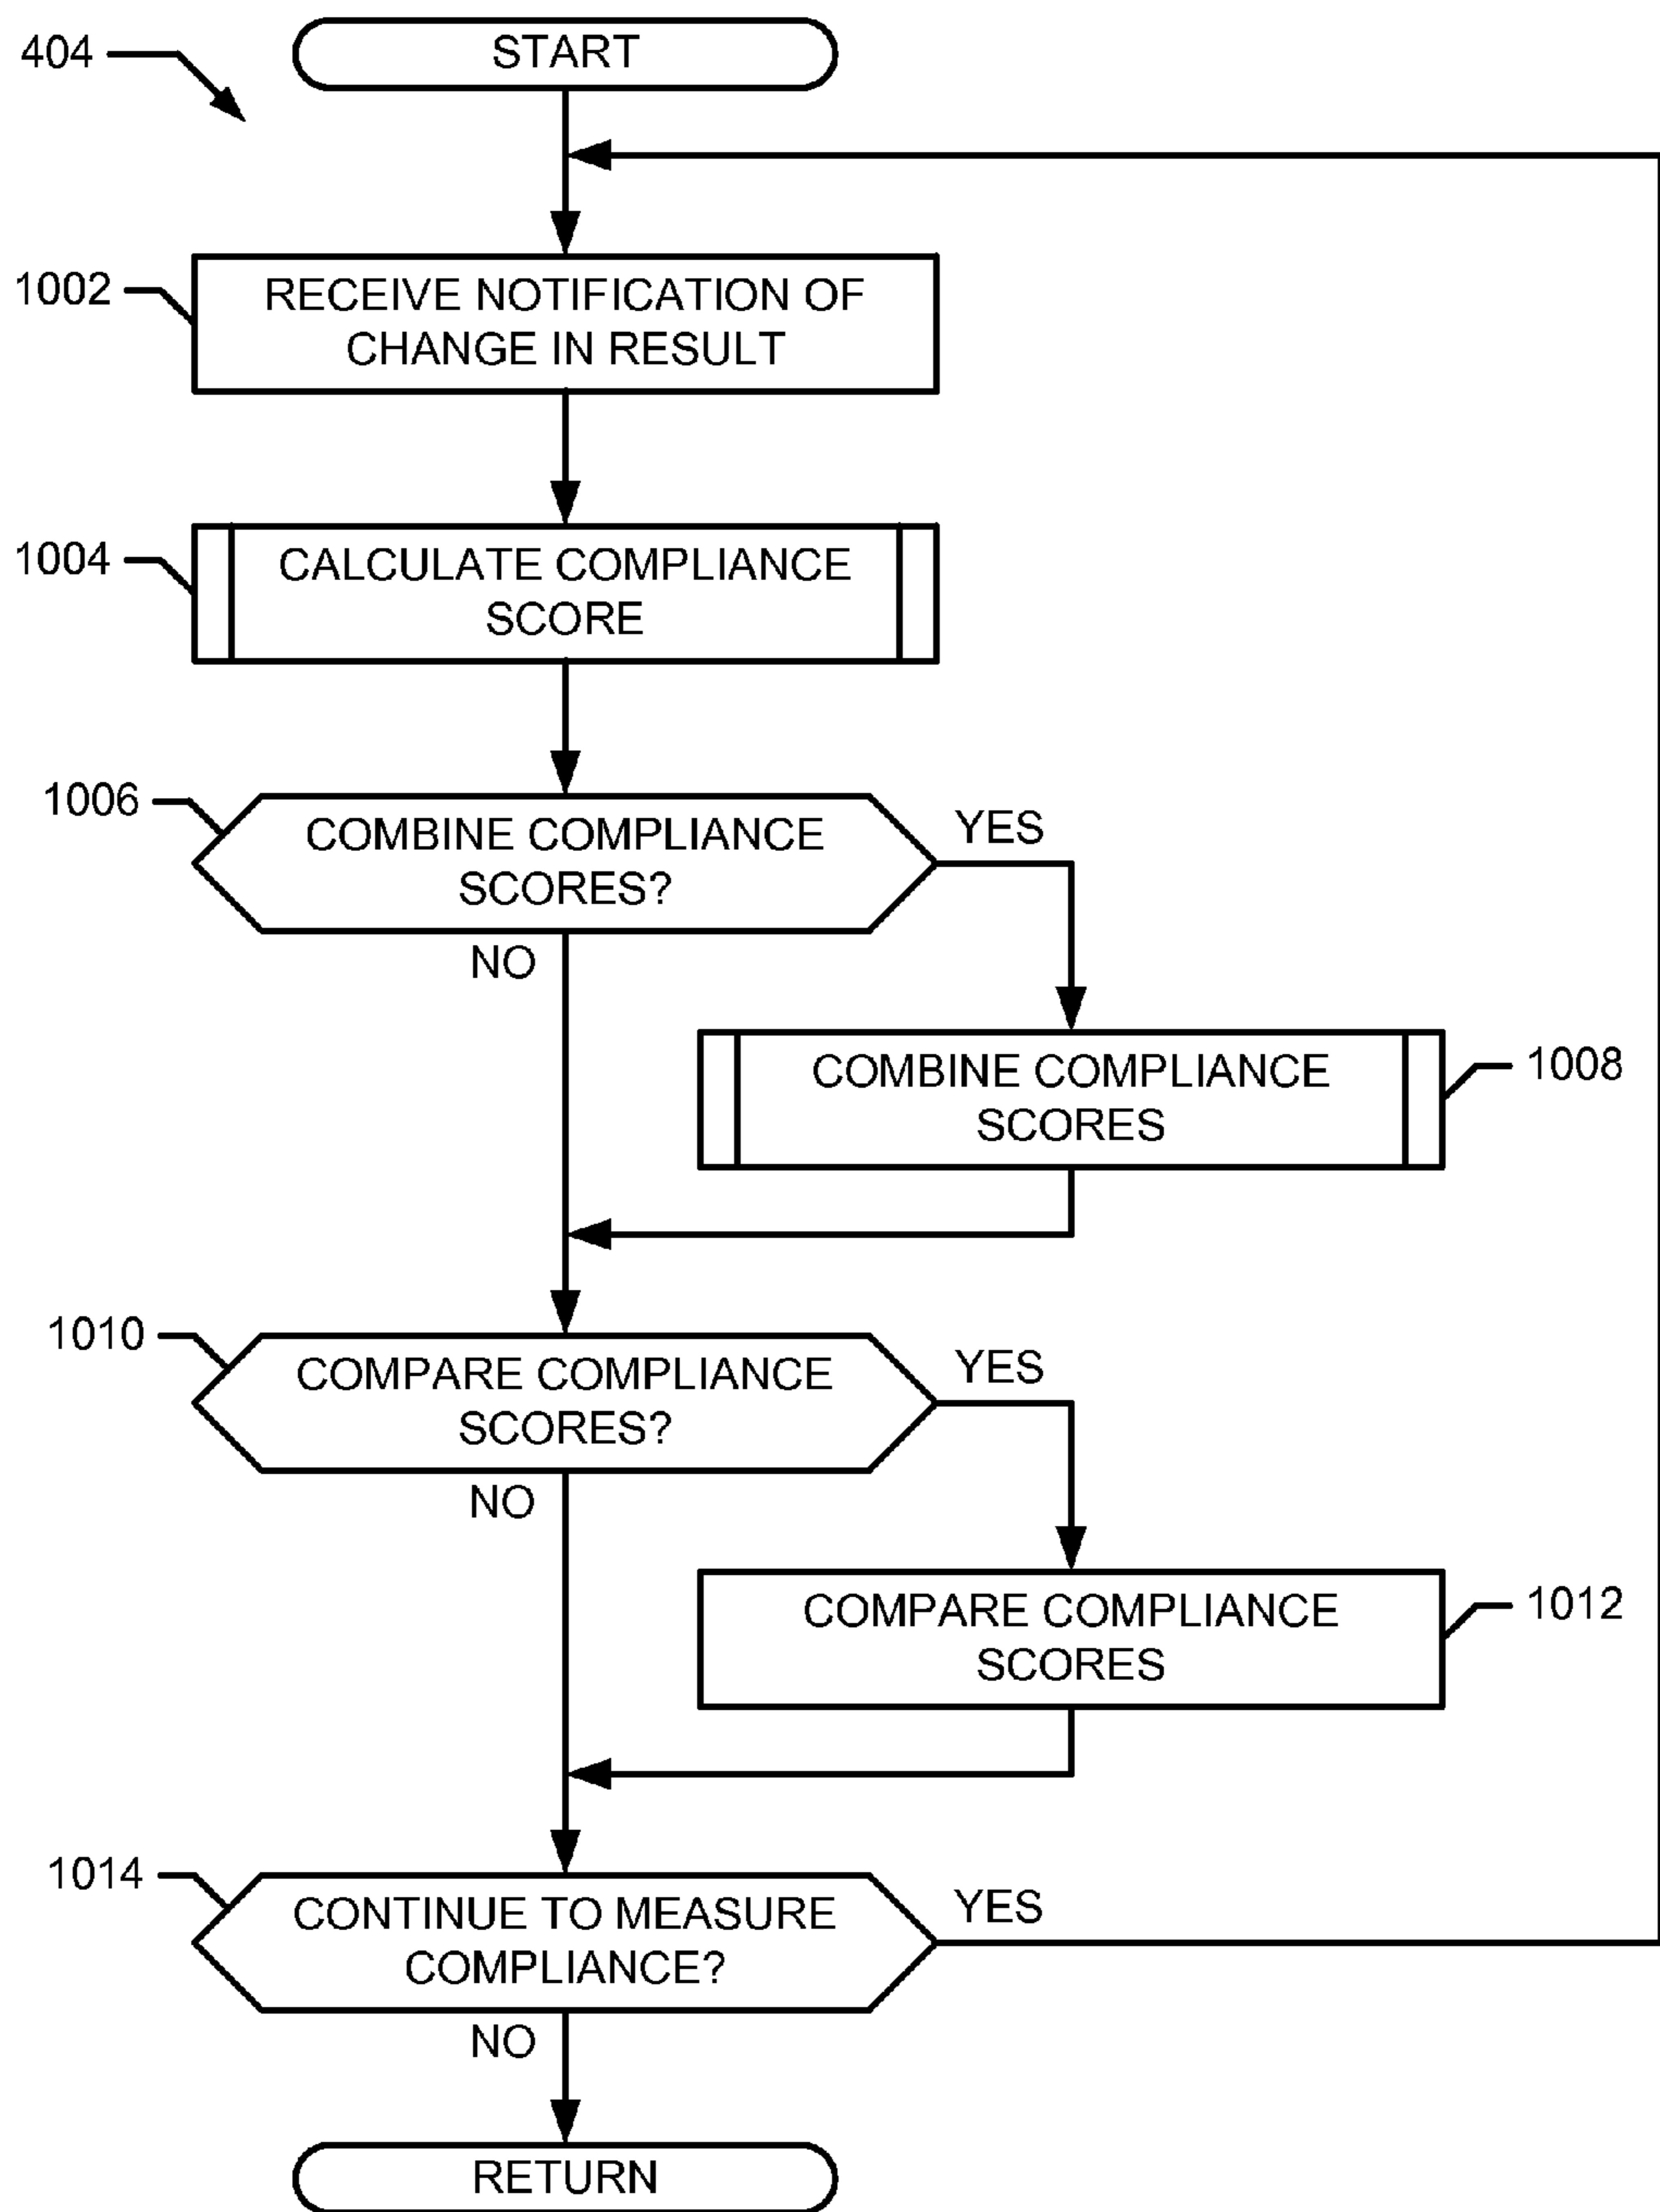 404
START
1002
RECEIVE NOTIFICATION OF
CHANGE IN RESULT
1004
CALCULATE COMPLIANCE
SCORE
1006
COMBINE COMPLIANCE
SCORES?
YES
NO
COMBINE COMPLIANCE
SCORES
1008
1010
COMPARE COMPLIANCE
SCORES?
YES
NO
COMPARE COMPLIANCE
SCORES
1012
1014
CONTINUE TO MEASURE
COMPLIANCE?
YES
NO
RETURN